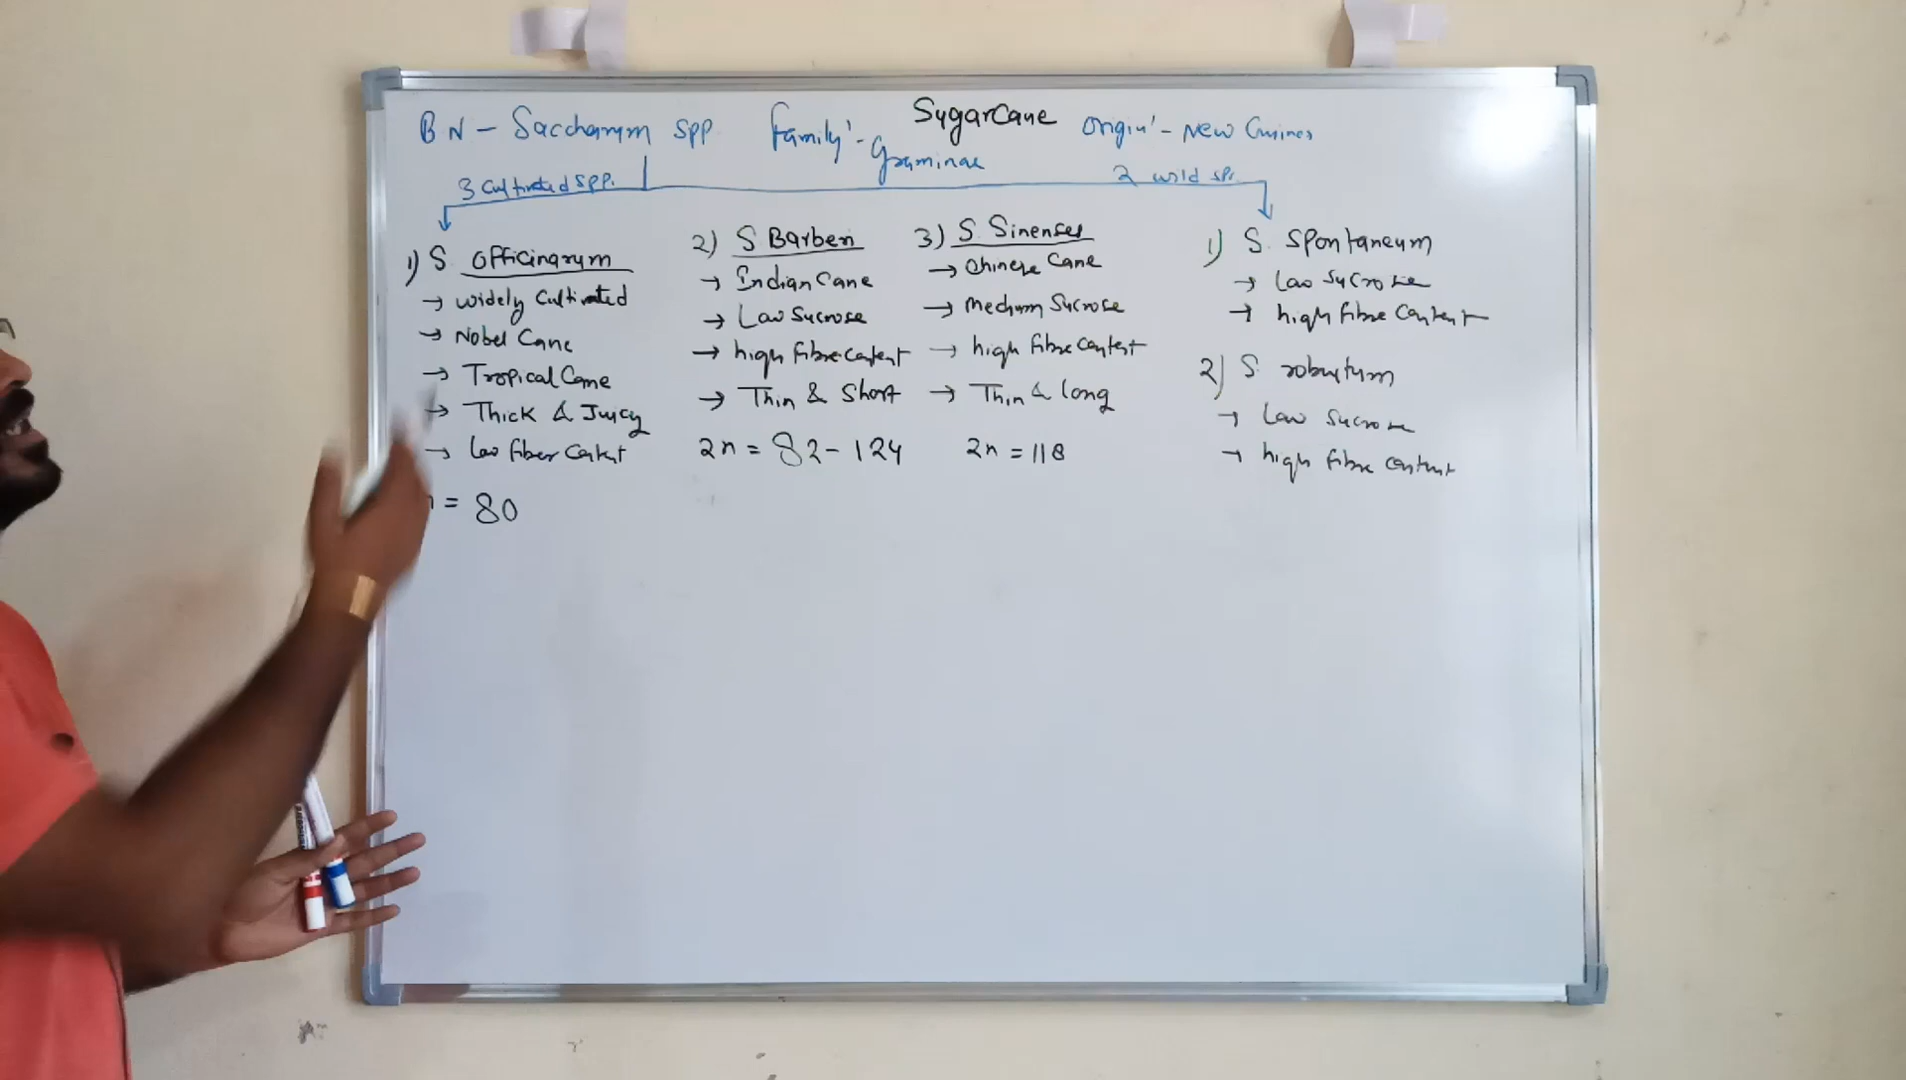 SygarCane
BN - Saccharum spp Family:- Graminae Origin:- New Guinea
3 Cultivated spp. 2 wild sp.
1) S. officinarum
→ widely Cultivated
→ Nobel Cane
→ Tropical Cane
→ Thick & Juicy
→ low fiber Content
= 80
2) S Barberi
→ Indian Cane
→ Low Sucrose
→ high fibre content
→ Thin & Short
2n = 82-124
3) S. Sinenses
→ Chinese Cane
→ Medium Sucrose
→ high fibre Content
→ Thin & long
2n = 118
1) S. spontaneum
→ low sucrose
→ high fibre Content
2) S. robustum
→ low sucrose
→ high fibre content